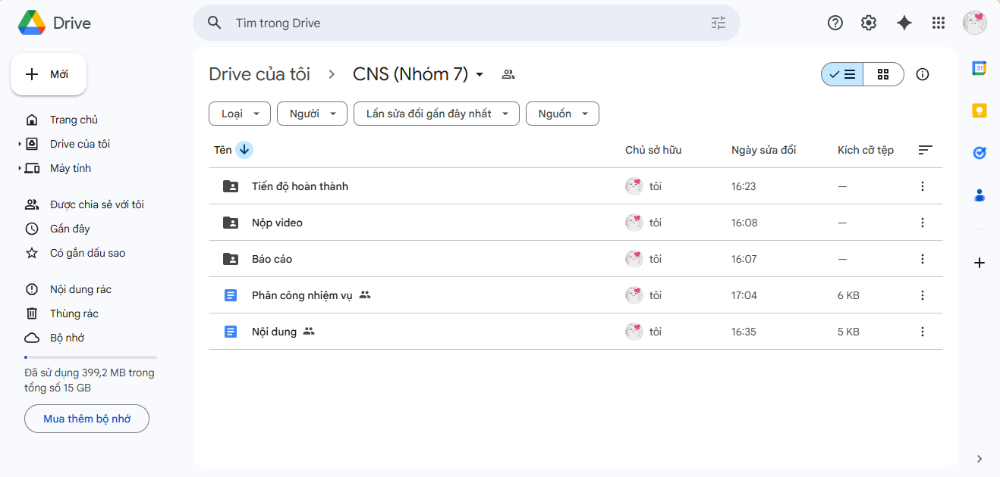 Drive
Tìm trong Drive
Mới
Trang chủ
Drive của tôi
Máy tính
Được chia sẻ với tôi
Gần đây
Có gắn dấu sao
Nội dung rác
Thùng rác
Bộ nhớ
Đã sử dụng 399,2 MB trong
tổng số 15 GB
Mua thêm bộ nhớ
Drive của tôi CNS (Nhóm 7)
Loại Người Lần sửa đổi gần đây nhất Nguồn
Tên Chủ sở hữu Ngày sửa đổi Kích cỡ tệp
Tiến độ hoàn thành tôi 16:23 —
Nộp video tôi 16:08 —
Báo cáo tôi 16:07 —
Phân công nhiệm vụ tôi 17:04 6 KB
Nội dung tôi 16:35 5 KB
31